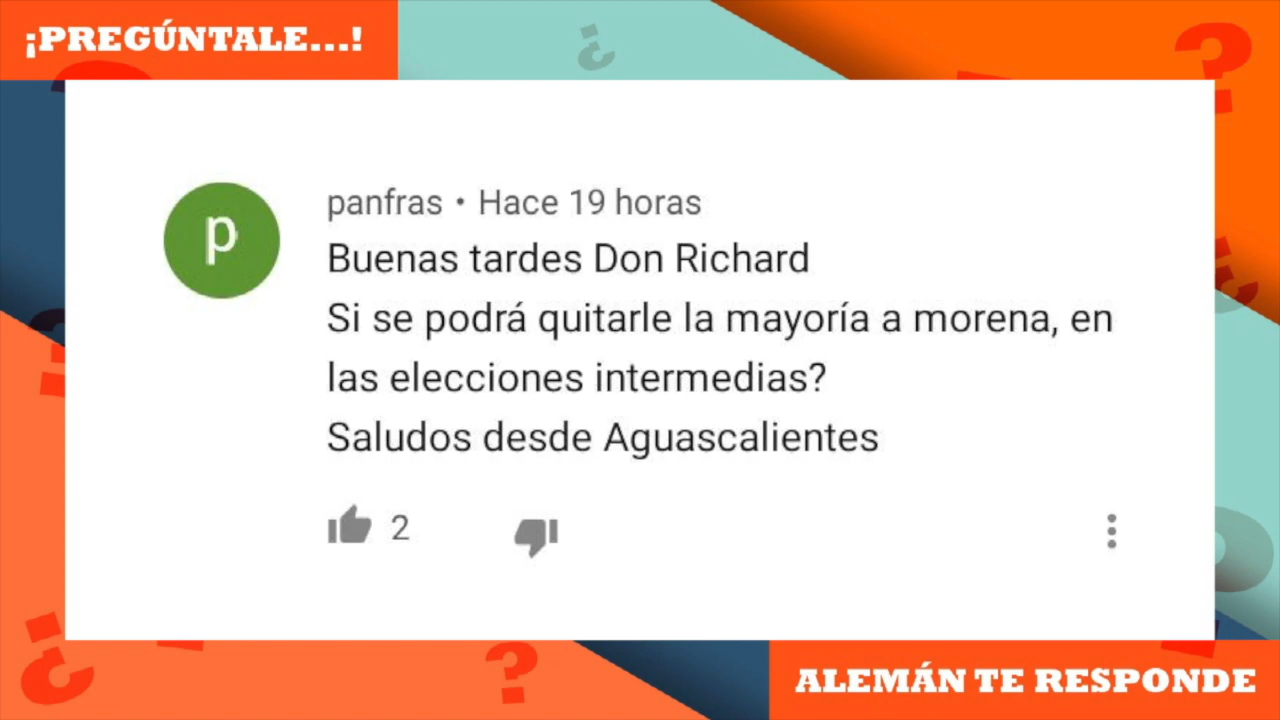 ¡PREGÚNTALE...!
panfras • Hace 19 horas
p
Buenas tardes Don Richard
Si se podrá quitarle la mayoría a morena, en
las elecciones intermedias?
Saludos desde Aguascalientes
2
ALEMÁN TE RESPONDE